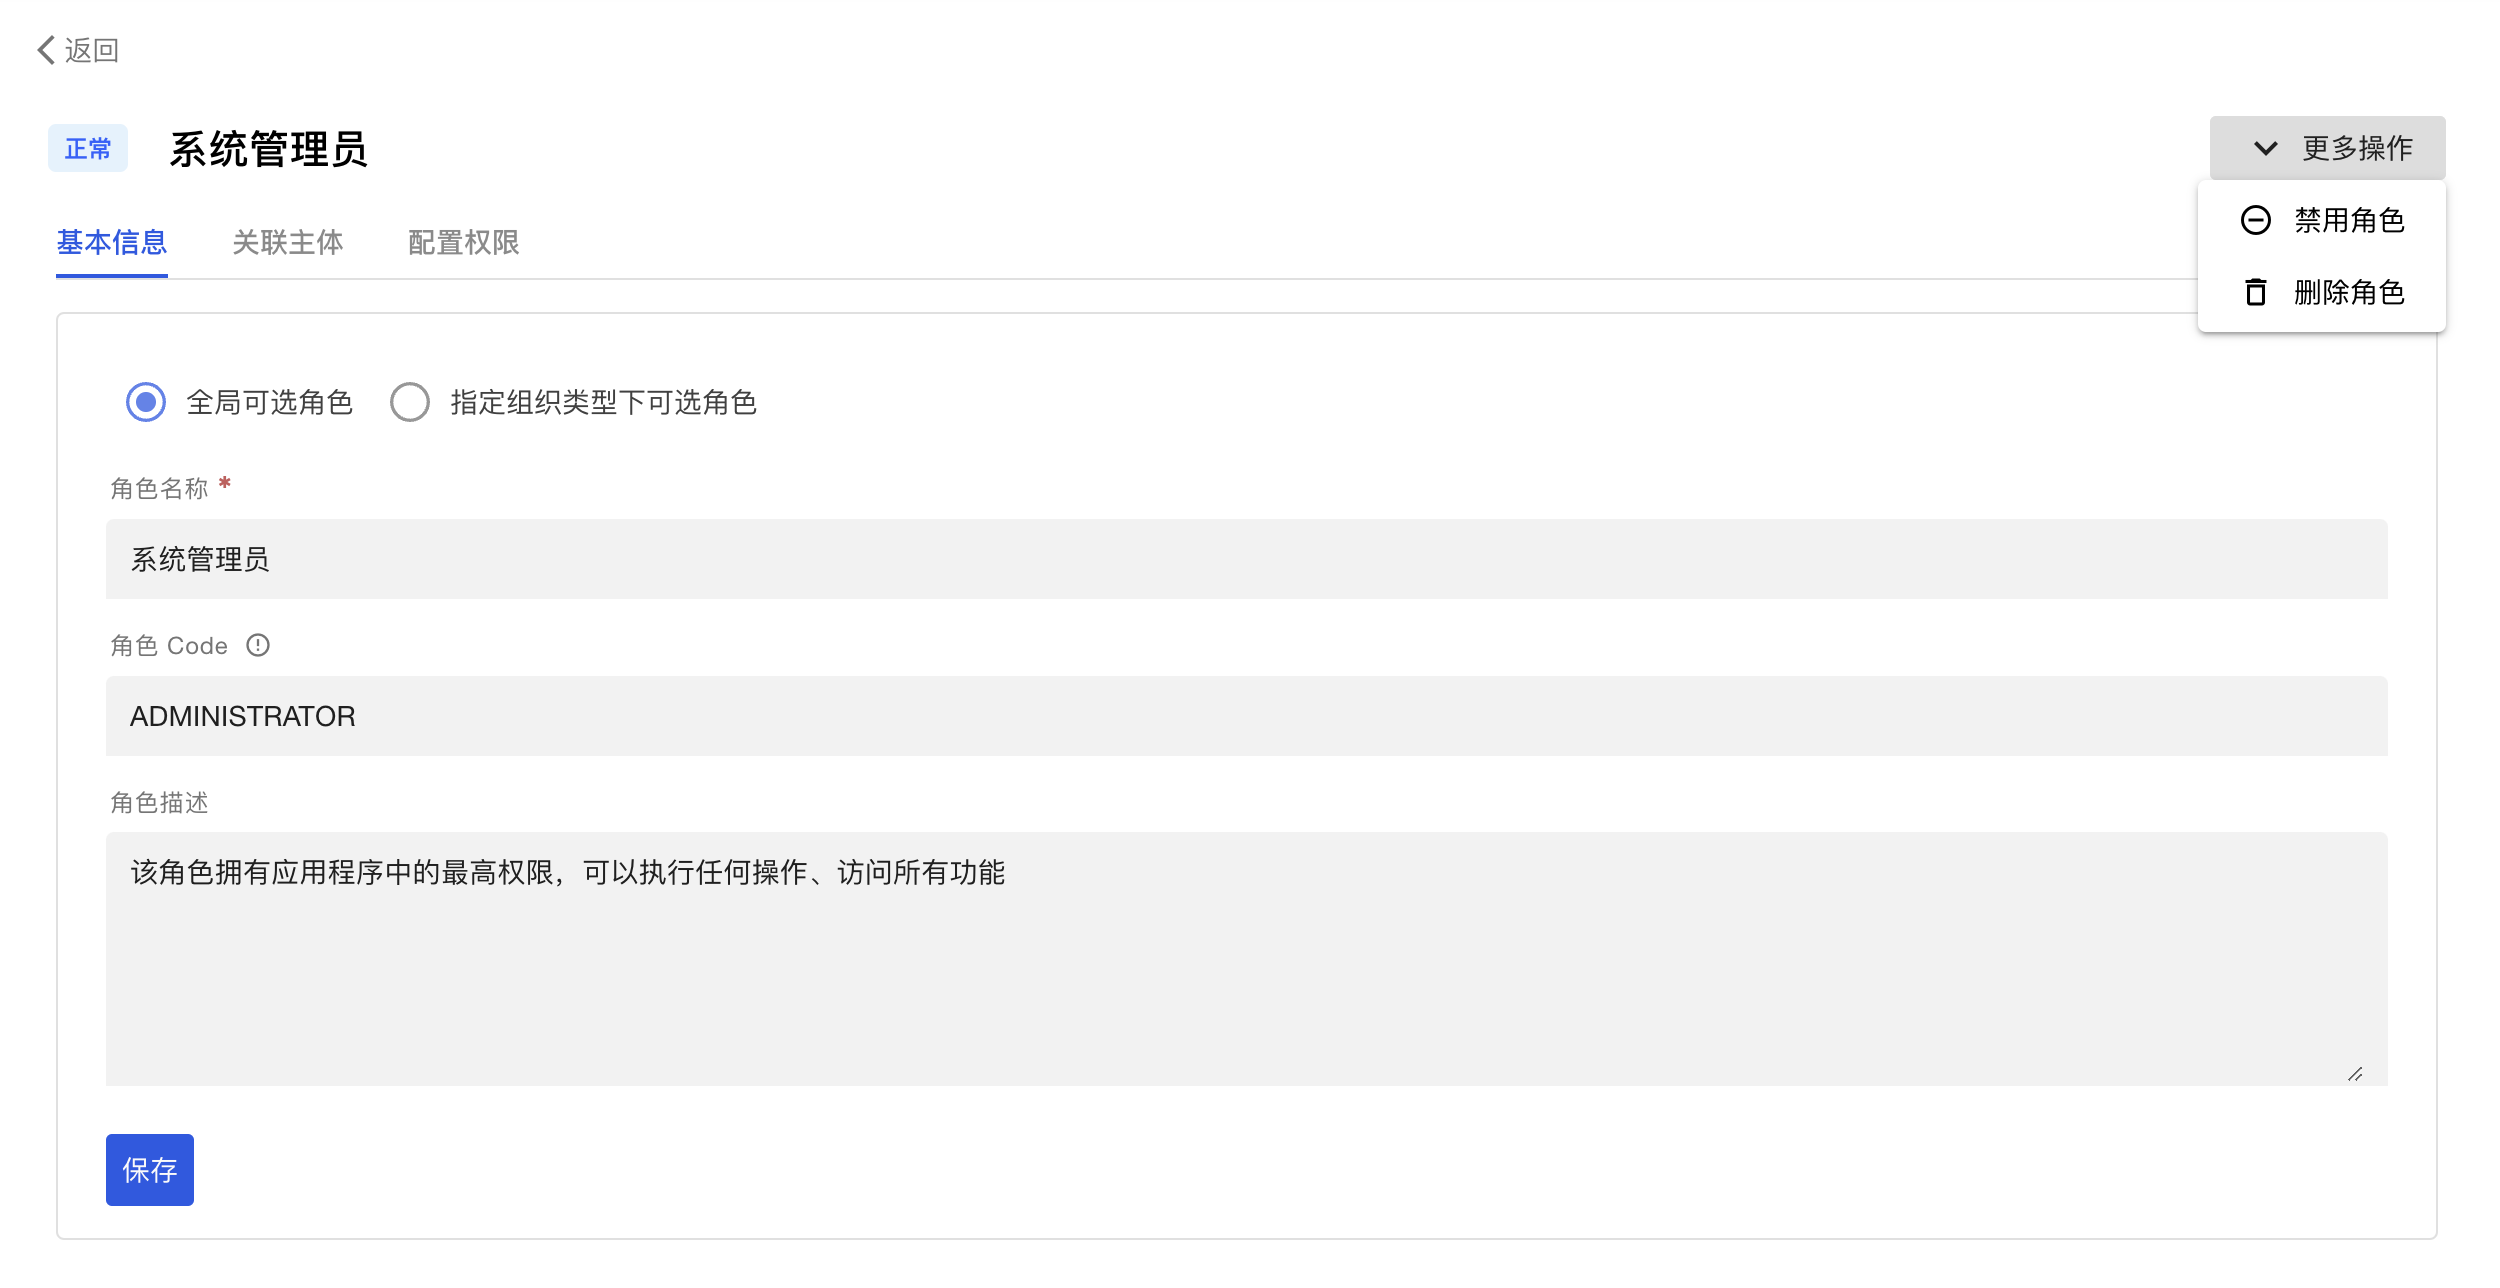 返回
正常 系统管理员 更多操作
禁用角色
基本信息 关联主体 配置权限
删除角色
全局可选角色 指定组织类型下可选角色
角色名称 *
系统管理员
角色 Code
ADMINISTRATOR
角色描述
该角色拥有应用程序中的最高权限，可以执行任何操作、访问所有功能
保存